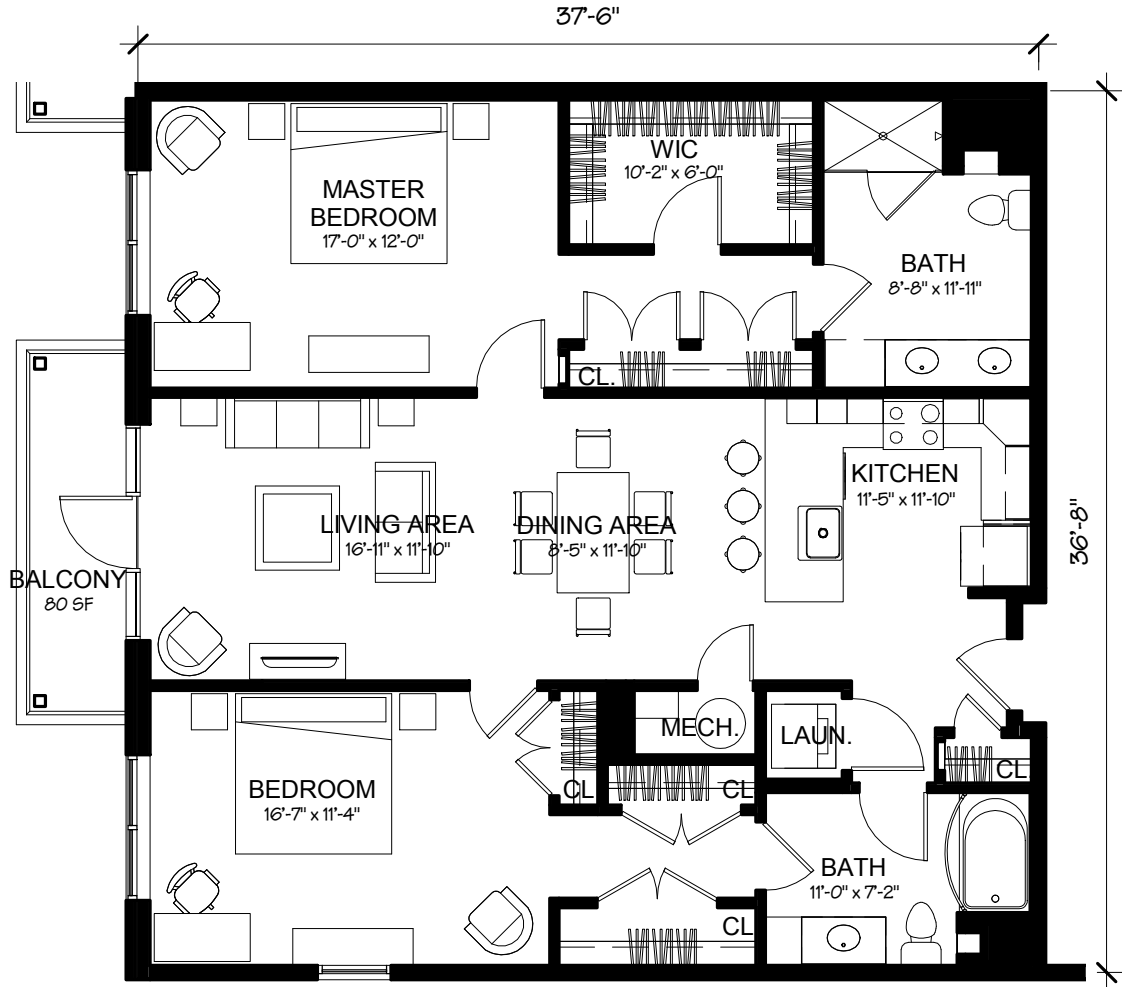 37'-6"
WIC
10'-2" x 6'-0"
MASTER
BEDROOM
17'-0" x 12'-0"
BATH
8'-8" x 11'-11"
CL.
KITCHEN
11'-5" x 11'-10"
LIVING AREA
16'-11" x 11'-10"
DINING AREA
8'-5" x 11'-10"
36'-8"
BALCONY
80 SF
MECH.
LAUN.
CL.
BEDROOM
16'-7" x 11'-4"
CL
CL
BATH
11'-0" x 7'-2"
CL